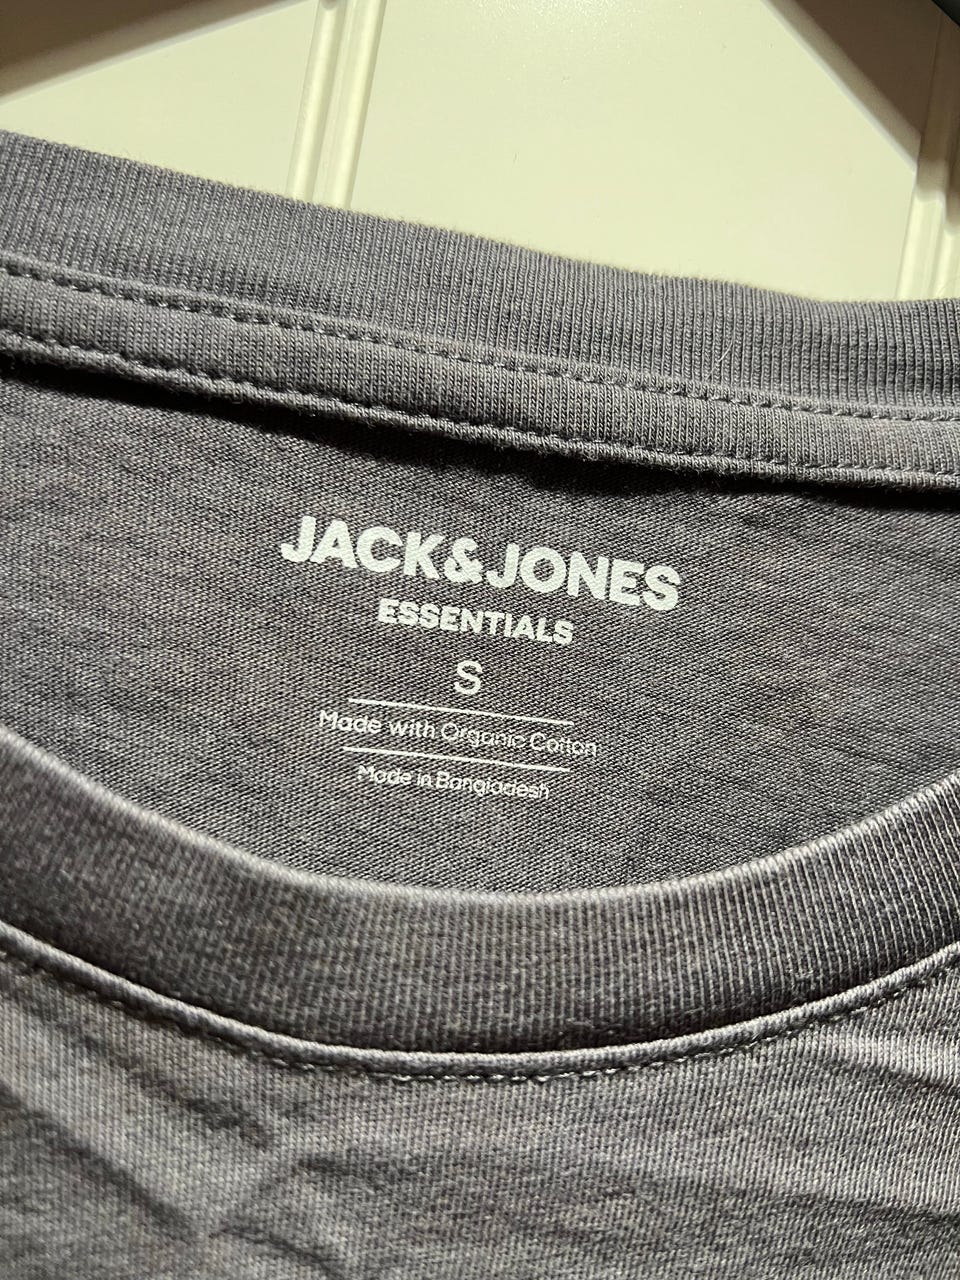 JACK&JONES
ESSENTIALS
S
Made with Organic Cotton
Made in Bangladesh